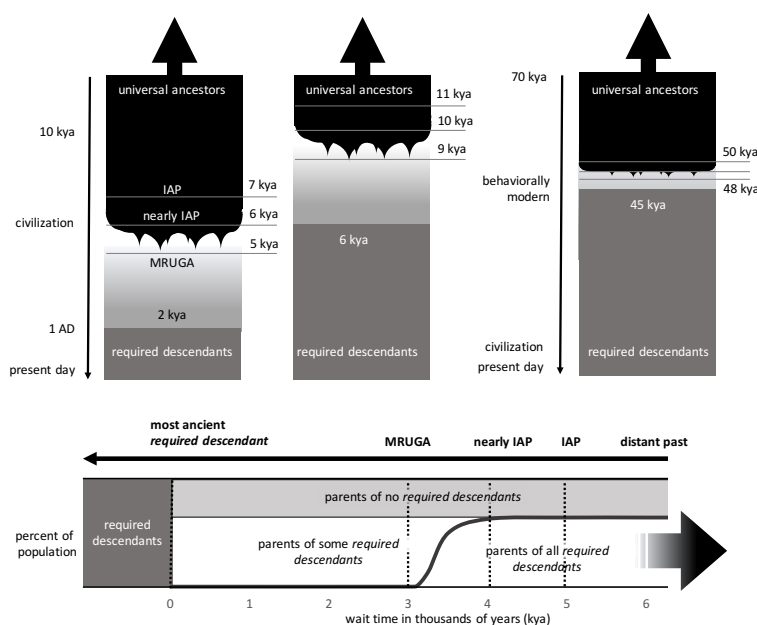 universal ancestors
10 kya
IAP
7 kya
nearly IAP
6 kya
civilization
5 kya
MRUGA
2 kya
1 AD
required descendants
present day
universal ancestors
11 kya
10 kya
9 kya
6 kya
required descendants
70 kya
universal ancestors
50 kya
behaviorally
modern
48 kya
45 kya
civilization
present day
required descendants
most ancient
required descendant
MRUGA
nearly IAP
IAP
distant past
percent of
population
required
descendants
parents of no required descendants
parents of some required
descendants
parents of all required
descendants
0 1 2 3 4 5 6
wait time in thousands of years (kya)